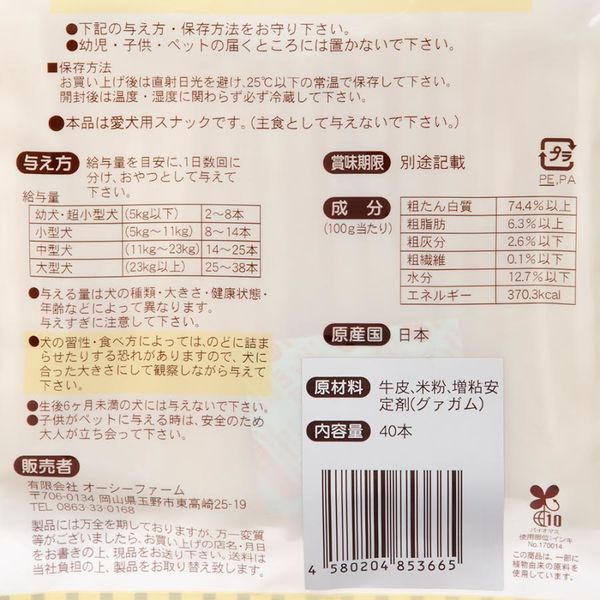 ●下記の与え方・保存方法をお守り下さい。
●幼児・子供・ペットの届くところには置かないで下さい。
■保存方法
お買い上げ後は直射日光を避け、25℃以下の常温で保存して下さい。
開封後は温度・湿度に関わらず必ず冷蔵して下さい。
●本品は愛犬用スナックです。(主食として与えないで下さい。)
与え方 給与量を目安に、1日数回に
分け、おやつとして与えて
下さい。
給与量
幼犬・超小型犬 (5kg以下) 2〜8本
小型犬 (5kg〜11kg) 8〜14本
中型犬 (11kg〜23kg) 14〜25本
大型犬 (23kg以上) 25〜38本
●与える量は犬の種類・大きさ・健康状態・
年齢などによって異なります。
与えすぎに注意して下さい。
●犬の習性・食べ方によっては、のどに詰ま
らせたりする恐れがありますので、犬に
合った大きさにして観察しながら与えて
下さい。
●生後6ヶ月未満の犬には与えないで下さい。
●子供がペットに与える時は、安全のため
大人が立ち会って下さい。
販売者
有限会社 オーシーファーム
〒706-0134 岡山県玉野市東高崎25-19
TEL 0863-33-0168
製品には万全を期しておりますが、万一変質
等がございましたら、お買い上げの店名・月日
をお書きの上、現品をお送り下さい。送料は
当社負担の上、製品をお取り替え致します。
賞味期限 別途記載
プラ
PE,PA
成分
(100g当たり)
粗たん白質 74.4%以上
粗脂肪 6.3%以上
粗灰分 2.6%以下
粗繊維 0.1%以下
水分 12.7%以下
エネルギー 370.3kcal
原産国 日本
原材料 牛皮、米粉、増粘安
定剤(グァガム)
内容量 40本
4 580204 853665
10
バイオマス
使用部位:インキ
No.170014
この商品は、一部に
植物由来の原料を
使用しています。